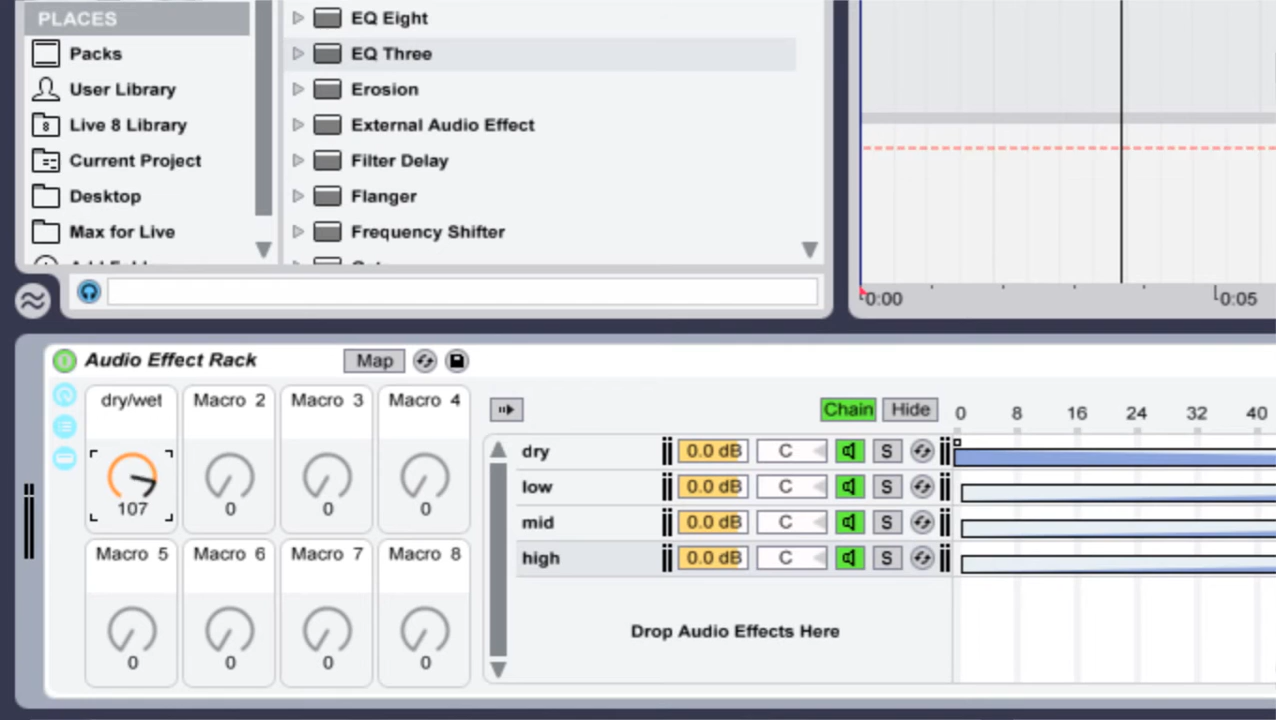 PLACES
Packs
User Library
Live 8 Library
Current Project
Desktop
Max for Live
EQ Eight
EQ Three
Erosion
External Audio Effect
Filter Delay
Flanger
Frequency Shifter
0:00
0:05
Audio Effect Rack
Map
dry/wet
Macro 2
Macro 3
Macro 4
107
0
0
0
Macro 5
Macro 6
Macro 7
Macro 8
0
0
0
0
Chain
Hide
0
8
16
24
32
40
dry
0.0 dB
C
S
low
0.0 dB
C
S
mid
0.0 dB
C
S
high
0.0 dB
C
S
Drop Audio Effects Here